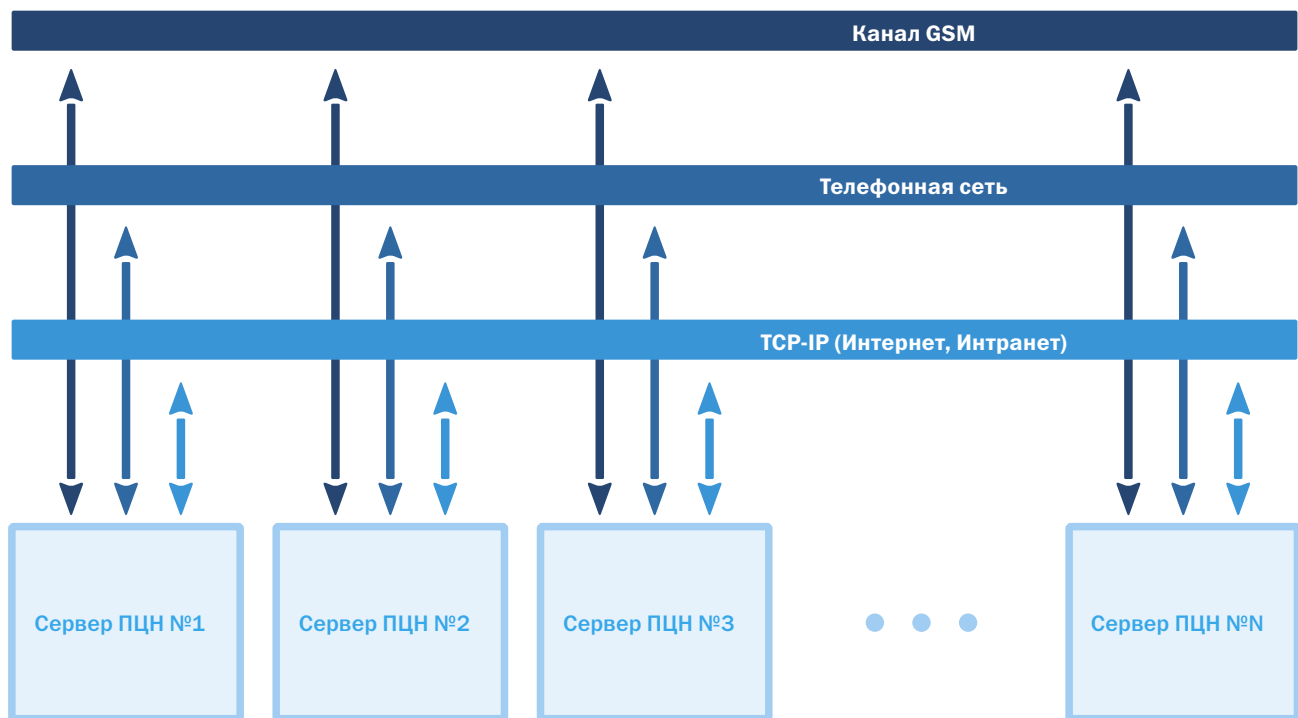 Канал GSM
Телефонная сеть
TCP-IP (Интернет, Интранет)
Сервер ПЦН №1
Сервер ПЦН №2
Сервер ПЦН №3
Сервер ПЦН №N